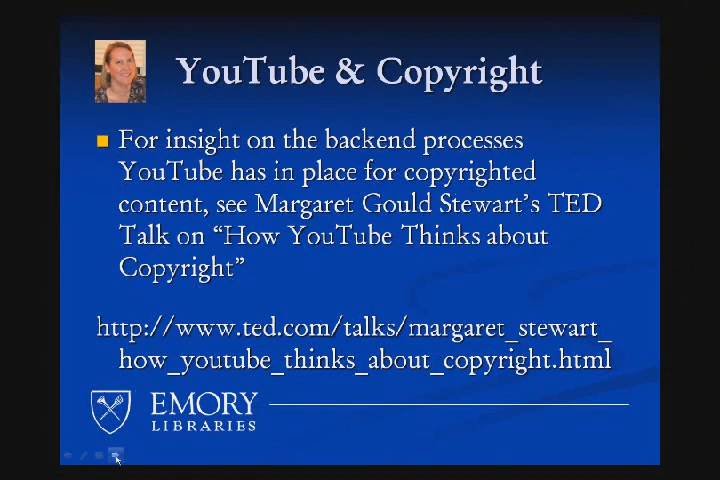 YouTube & Copyright
For insight on the backend processes
YouTube has in place for copyrighted
content, see Margaret Gould Stewart's TED
Talk on “How YouTube Thinks about
Copyright”
http://www.ted.com/talks/margaret_stewart_
how_youtube_thinks_about_copyright.html
EMORY
LIBRARIES